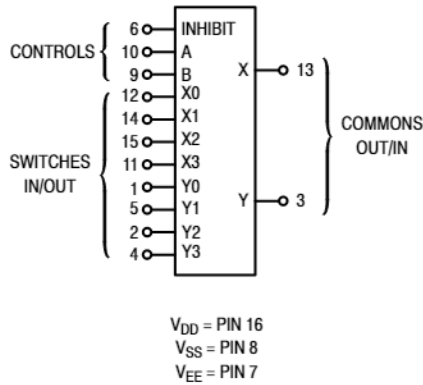 6 INHIBIT
CONTROLS 10 A
9 B
12 X0
14 X1
15 X2
11 X3
SWITCHES
IN/OUT
1 Y0
5 Y1
2 Y2
4 Y3
X 13
Y 3
COMMONS
OUT/IN
VDD = PIN 16
VSS = PIN 8
VEE = PIN 7